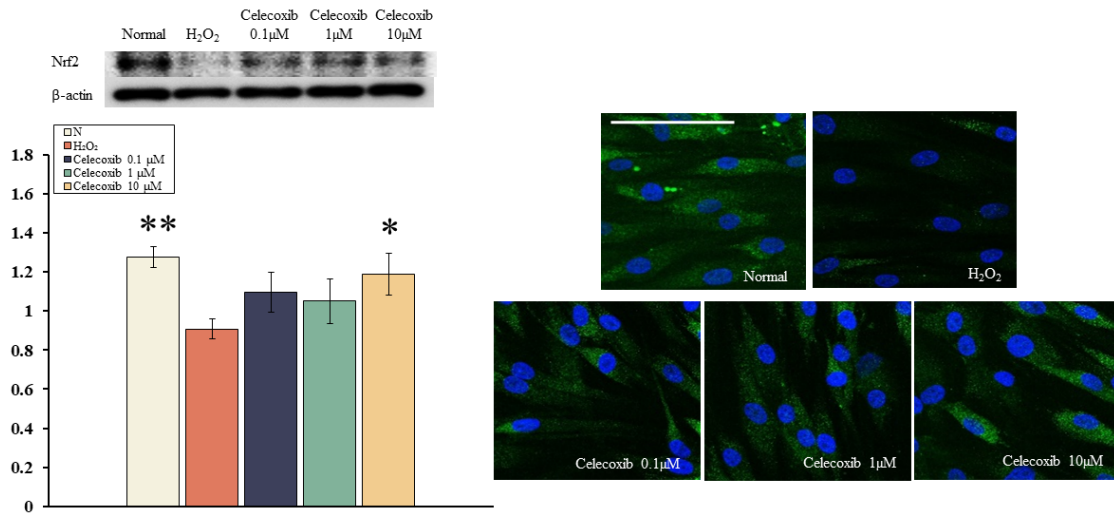 Celecoxib Celecoxib Celecoxib
Normal H₂O₂ 0.1μM 1μM 10μM
Nrf2
β-actin
N
H₂O₂
Celecoxib 0.1 μM
Celecoxib 1 μM
Celecoxib 10 μM
1.8
1.6
1.4
1.2
1
0.8
0.6
0.4
0.2
0
**
*
Normal
H₂O₂
Celecoxib 0.1μM
Celecoxib 1μM
Celecoxib 10μM